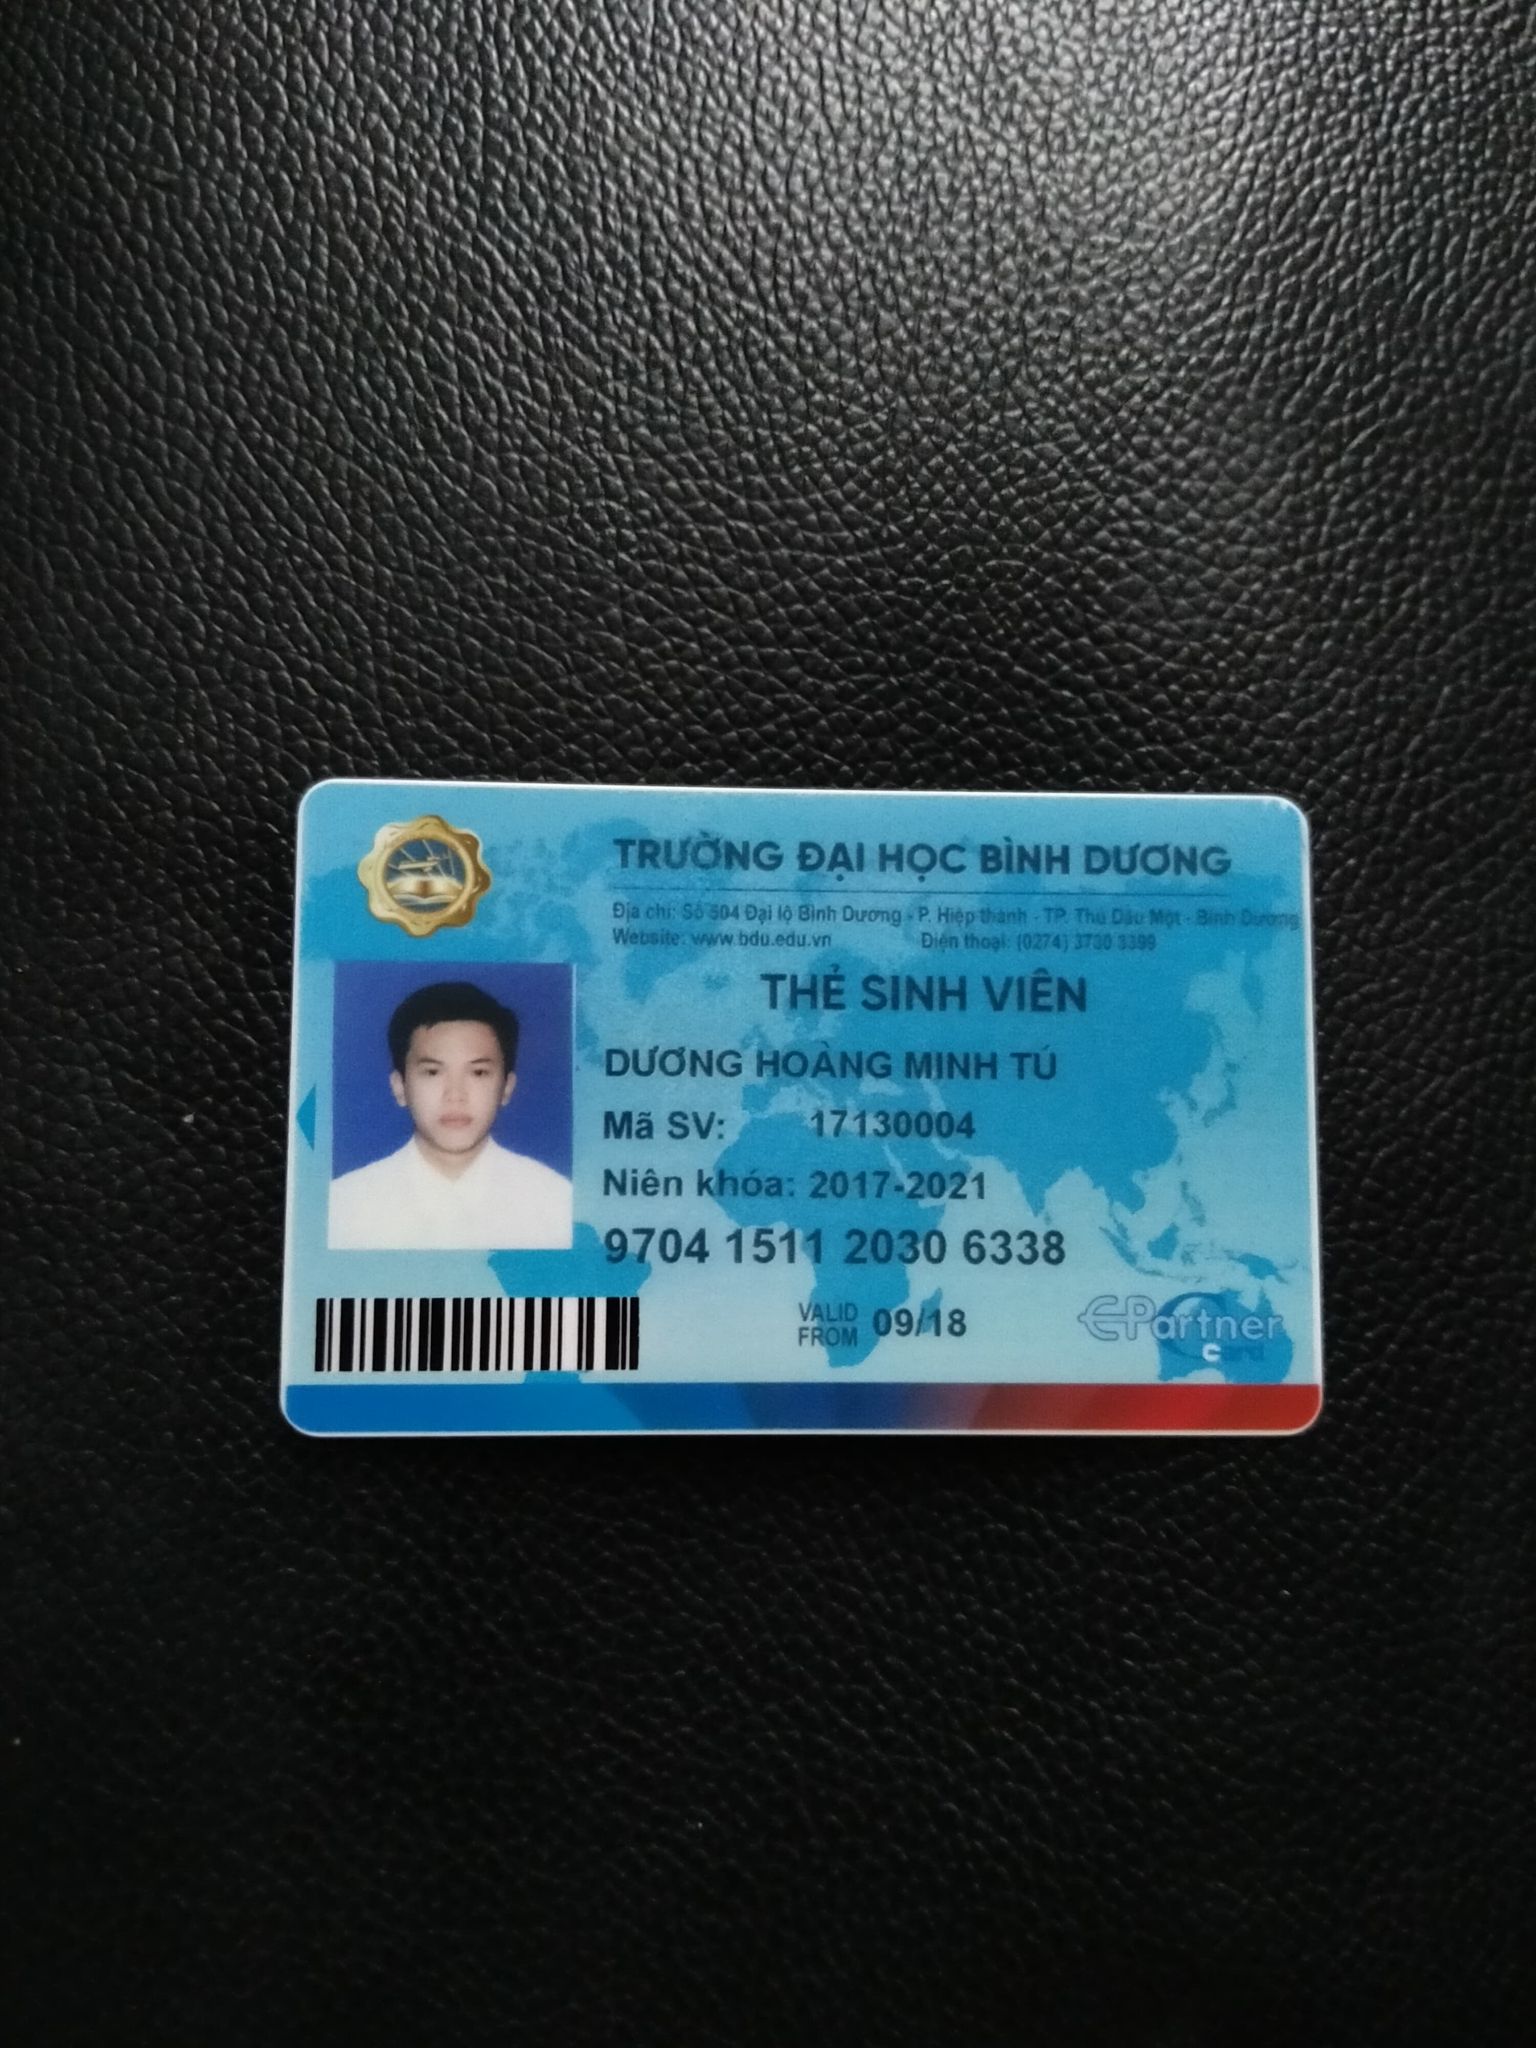 TRƯỜNG ĐẠI HỌC BÌNH DƯƠNG
Địa chỉ: Số 504 Đại lộ Bình Dương - P. Hiệp thành - TP. Thủ Dầu Một - Bình Dương
Website: www.bdu.edu.vn Điện thoại: (0274) 3730 3399
THẺ SINH VIÊN
DƯƠNG HOÀNG MINH TÚ
Mã SV: 17130004
Niên khóa: 2017-2021
9704 1511 2030 6338
VALID FROM 09/18
E-Partner
card